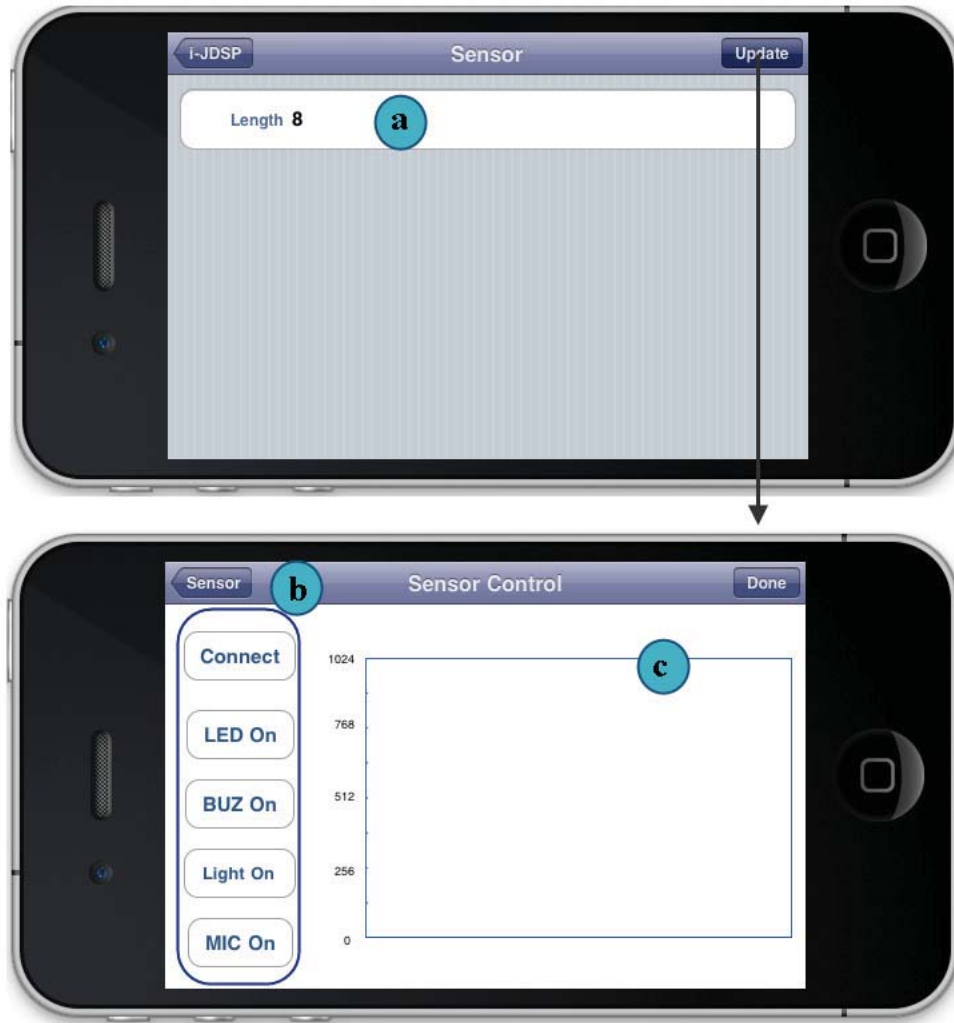 i-JDSP Sensor Update
Length 8 a
Sensor b Sensor Control Done
Connect
LED On
BUZ On
Light On
MIC On
c
1024
768
512
256
0